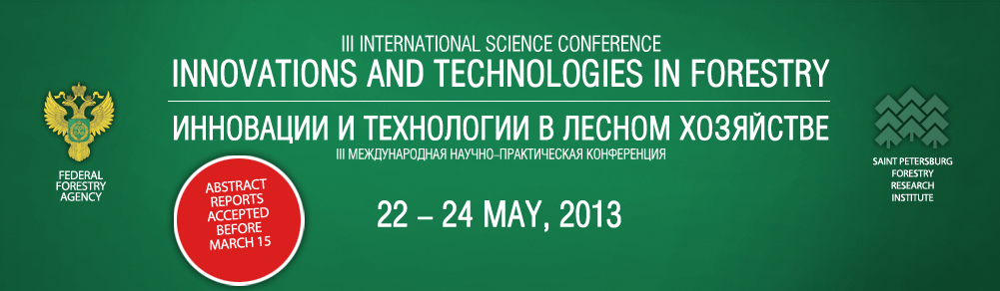 III INTERNATIONAL SCIENCE CONFERENCE
INNOVATIONS AND TECHNOLOGIES IN FORESTRY
ИННОВАЦИИ И ТЕХНОЛОГИИ В ЛЕСНОМ ХОЗЯЙСТВЕ
III МЕЖДУНАРОДНАЯ НАУЧНО–ПРАКТИЧЕСКАЯ КОНФЕРЕНЦИЯ
FEDERAL
FORESTRY
AGENCY
ABSTRACT
REPORTS
ACCEPTED
BEFORE
MARCH 15
22 – 24 MAY, 2013
SAINT PETERSBURG
FORESTRY
RESEARCH
INSTITUTE